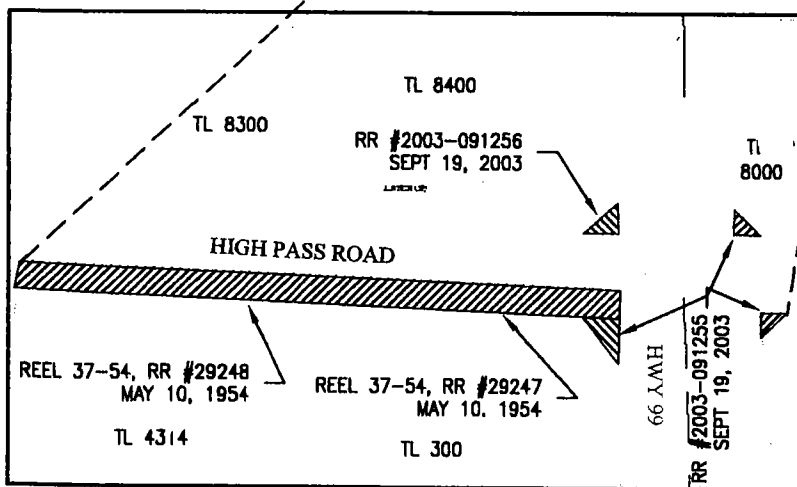 TL 8400
TL 8300
RR #2003-091256
SEPT 19, 2003
TL
8000
HIGH PASS ROAD
REEL 37-54, RR #29248
MAY 10, 1954
REEL 37-54, RR #29247
MAY 10. 1954
HWY 99
RR #2003-091255
SEPT 19, 2003
TL 4314
TL 300